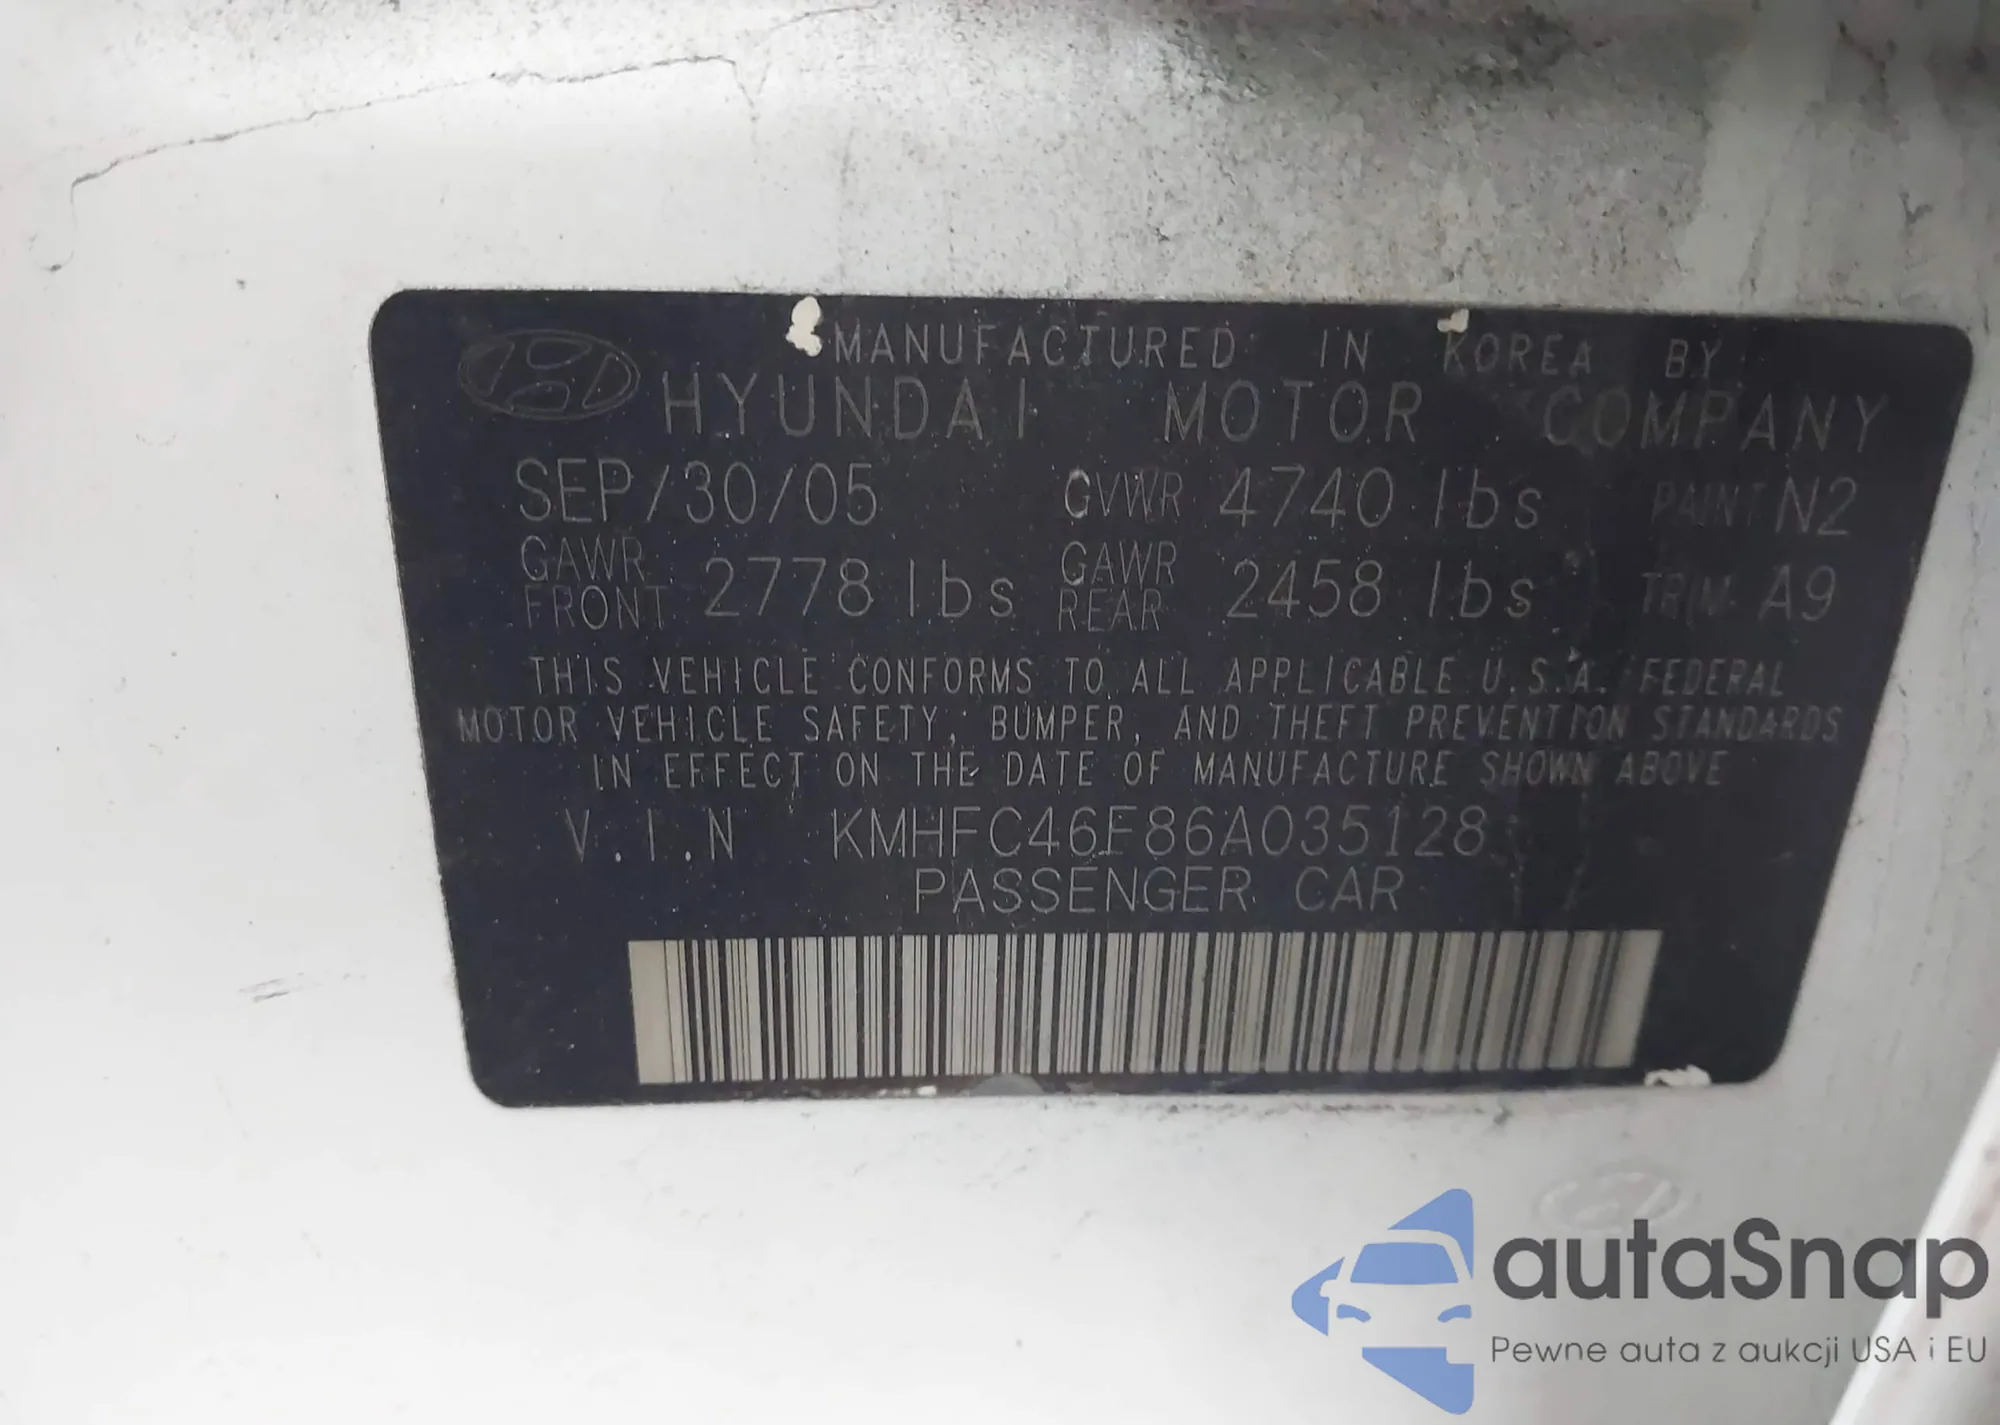 MANUFACTURED IN KOREA BY
HYUNDAI MOTOR COMPANY
SEP/30/05 GVWR 4740 lbs PAINT N2
GAWR FRONT 2778 lbs GAWR REAR 2458 lbs TRIM A9
THIS VEHICLE CONFORMS TO ALL APPLICABLE U.S.A. FEDERAL
MOTOR VEHICLE SAFETY, BUMPER, AND THEFT PREVENTION STANDARDS
IN EFFECT ON THE DATE OF MANUFACTURE SHOWN ABOVE
V.I.N KMHFC46F86A035128
PASSENGER CAR
autaSnap
Pewne auta z aukcji USA i EU